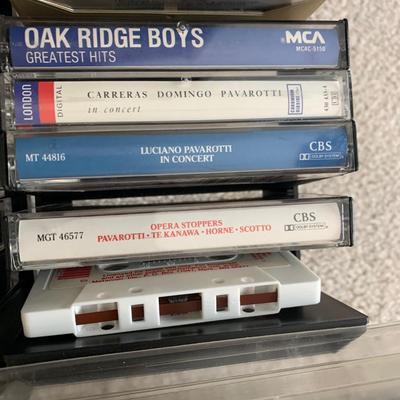 OAK RIDGE BOYS
GREATEST HITS
MCA
MCAC-5150
LONDON
DIGITAL
CARRERAS DOMINGO PAVAROTTI
in concert
MT 44816
LUCIANO PAVAROTTI
IN CONCERT
CBS
DOLBY SYSTEM
MGT 46577
OPERA STOPPERS
PAVAROTTI • TE KANAWA • HORNE • SCOTTO
CBS
DOLBY SYSTEM